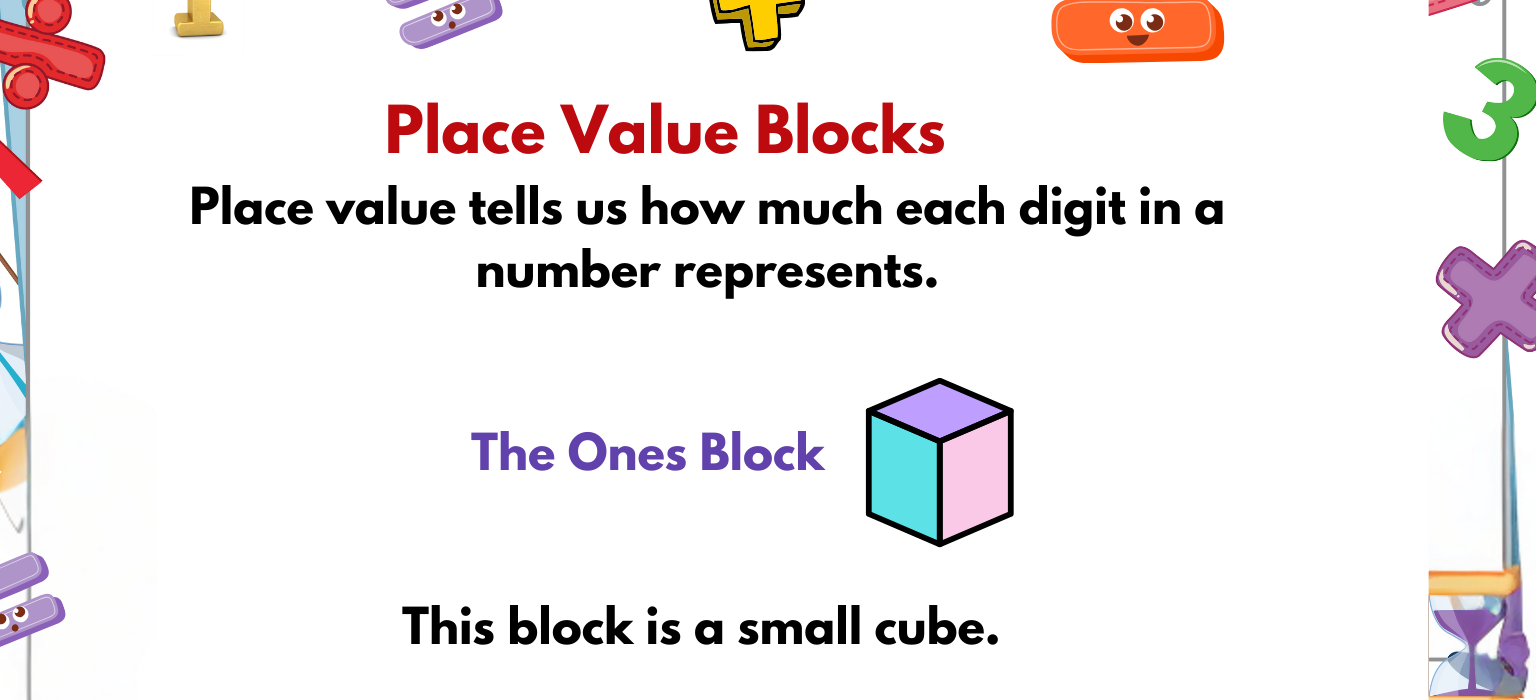 Place Value Blocks
Place value tells us how much each digit in a
number represents.
The Ones Block
This block is a small cube.
3